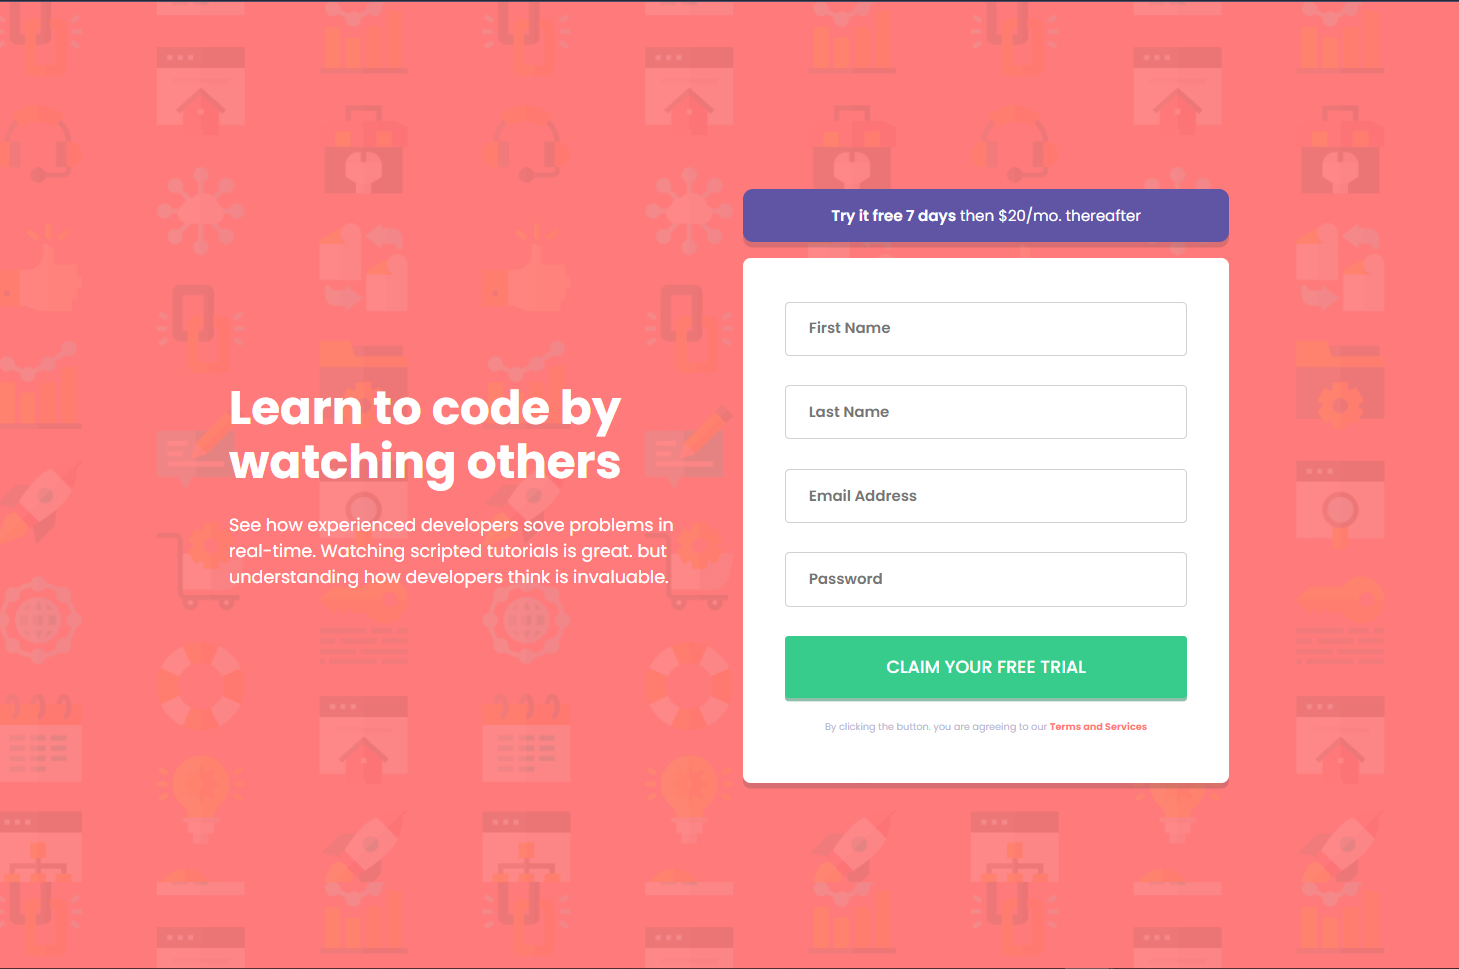 Try it free 7 days then $20/mo. thereafter
Learn to code by
watching others
See how experienced developers sove problems in
real-time. Watching scripted tutorials is great. but
understanding how developers think is invaluable.
First Name
Last Name
Email Address
Password
CLAIM YOUR FREE TRIAL
By clicking the button. you are agreeing to our Terms and Services